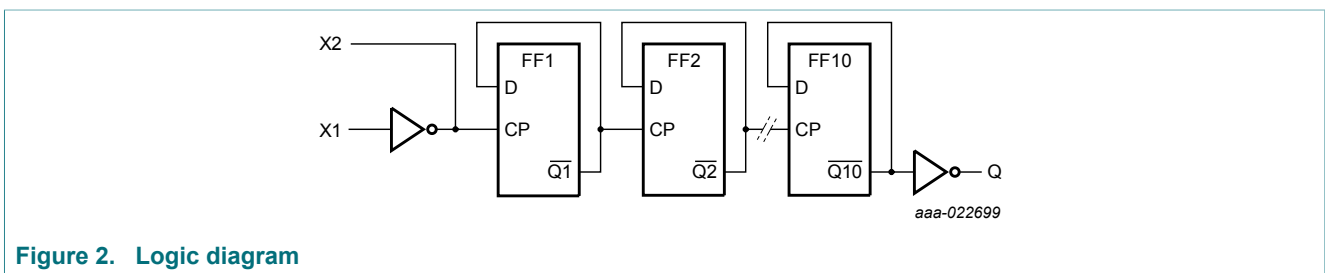 X2
FF1
FF2
FF10
D
D
D
X1
CP
CP
CP
Q1
Q2
Q10
Q
aaa-022699
Figure 2. Logic diagram